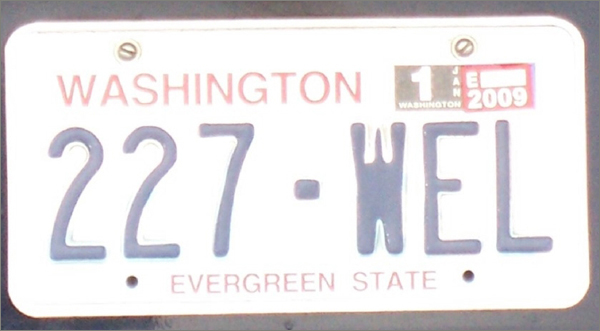 WASHINGTON
1 JAN WASHINGTON
E 2009
227-WEL
EVERGREEN STATE